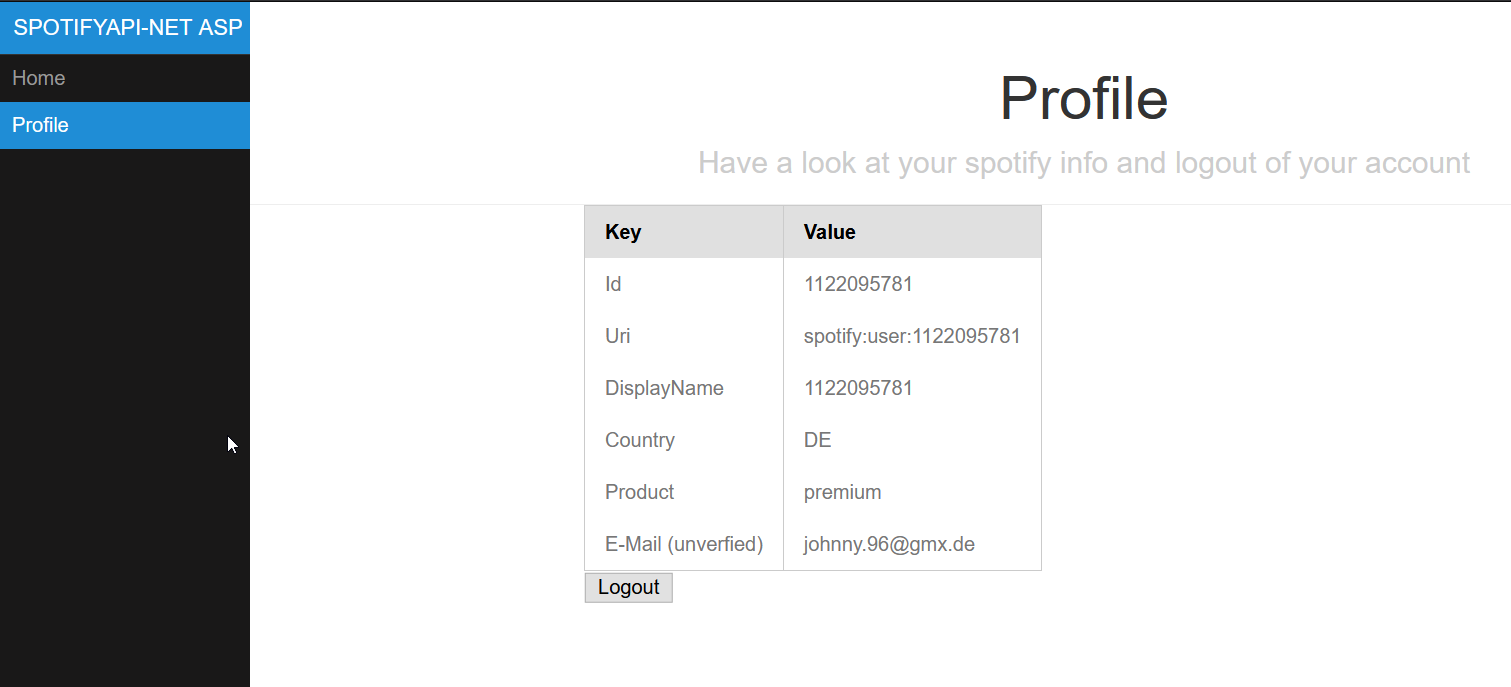 SPOTIFYAPI-NET ASP
Home
Profile
Profile
Have a look at your spotify info and logout of your account
Key Value
Id 1122095781
Uri spotify:user:1122095781
DisplayName 1122095781
Country DE
Product premium
E-Mail (unverfied) johnny.96@gmx.de
Logout